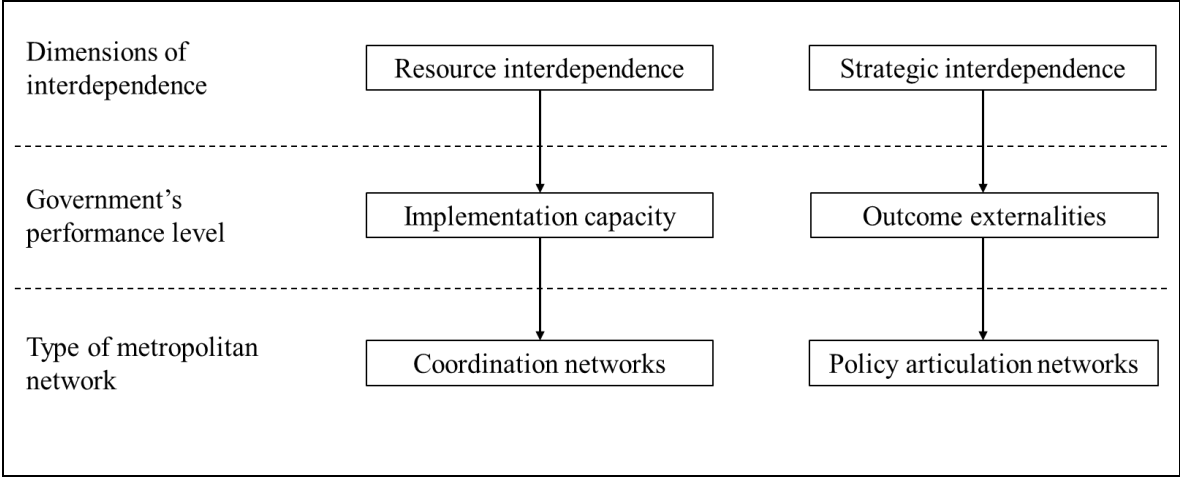 Dimensions of
interdependence
Resource interdependence
Strategic interdependence
Government’s
performance level
Implementation capacity
Outcome externalities
Type of metropolitan
network
Coordination networks
Policy articulation networks